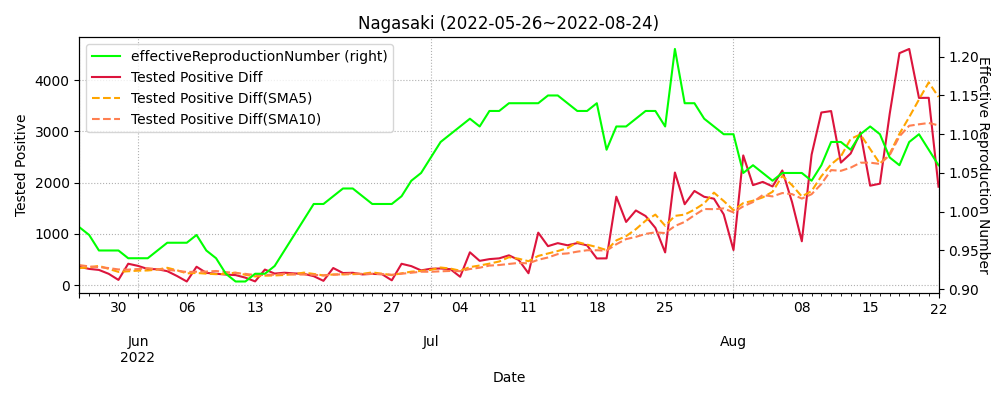 Nagasaki (2022-05-26~2022-08-24)
effectiveReproductionNumber (right)
Tested Positive Diff
Tested Positive Diff(SMA5)
Tested Positive Diff(SMA10)
Tested Positive
4000
3000
2000
1000
0
1.20
1.15
1.10
1.05
1.00
0.95
0.90
Effective Reproduction Number
30 06 13 20 27 04 11 18 25 08 15 22
Jun Jul Aug
2022
Date